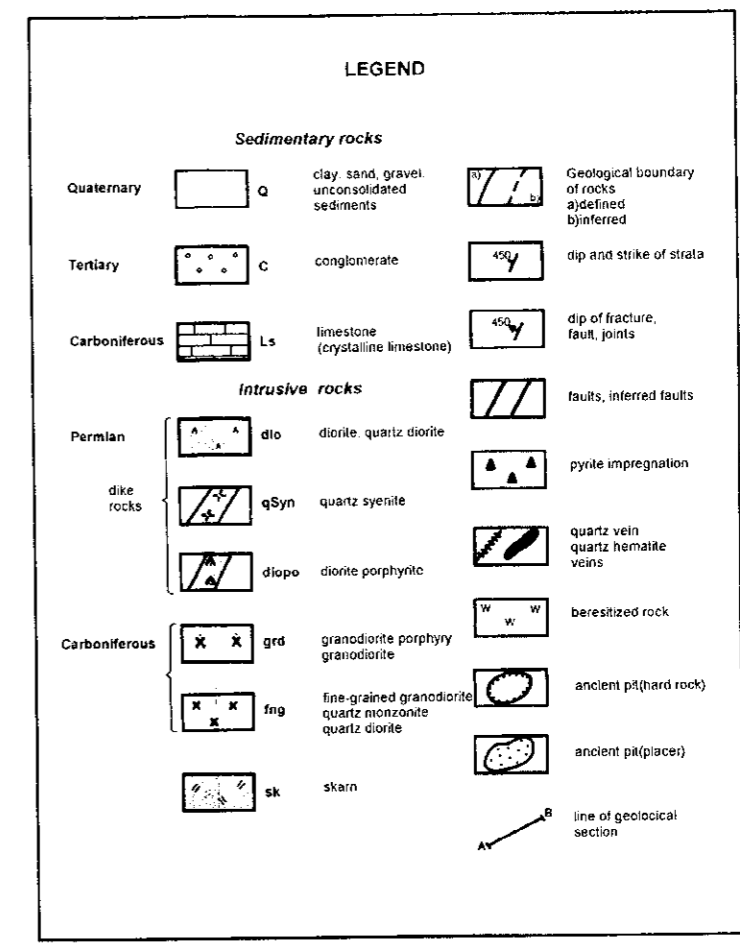 LEGEND
Sedimentary rocks
Quaternary
Q
clay. sand, gravel.
unconsolidated
sediments
Tertiary
C
conglomerate
Carboniferous
Ls
limestone
(crystalline limestone)
Intrusive rocks
Permian
dike
rocks
dio
diorite. quartz diorite
qSyn
quartz syenite
diopo
diorite porphyrite
Carboniferous
grd
granodiorite porphyry
granodiorite
fng
fine-grained granodiorite
quartz monzonite
quartz diorite
sk
skarn
a)
b)
Geological boundary
of rocks
a)defined
b)inferred
450
dip and strike of strata
450
dip of fracture,
fault, joints
faults, inferred faults
pyrite impregnation
quartz vein
quartz hematite
veins
w w
w
beresitized rock
ancient pit(hard rock)
ancient pit(placer)
A B
line of geolocical
section